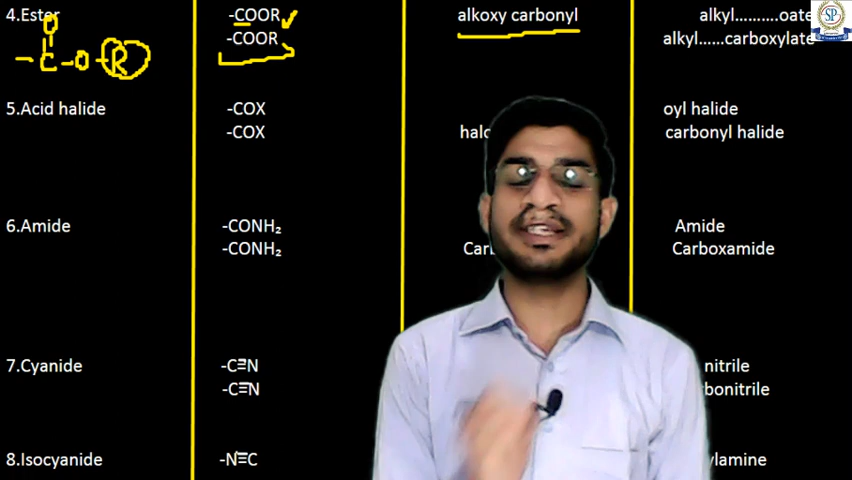 4.Ester -COOR alkoxy carbonyl alkyl..........oate
-COOR alkyl......carboxylate
O
- C - O - R
5.Acid halide -COX oyl halide
-COX carbonyl halide
6.Amide -CONH₂ Amide
-CONH₂ Carboxamide
7.Cyanide -C≡N nitrile
-C≡N
8.Isocyanide -N≡C
SP